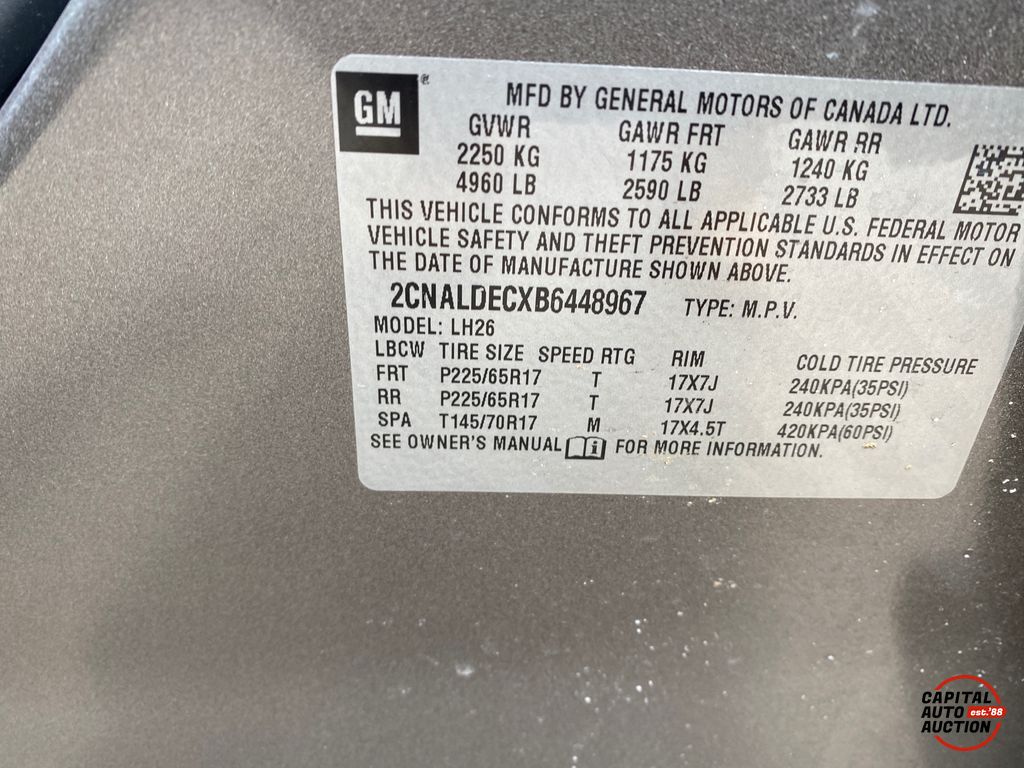 GM®
MFD BY GENERAL MOTORS OF CANADA LTD.
GVWR GAWR FRT GAWR RR
2250 KG 1175 KG 1240 KG
4960 LB 2590 LB 2733 LB
THIS VEHICLE CONFORMS TO ALL APPLICABLE U.S. FEDERAL MOTOR
VEHICLE SAFETY AND THEFT PREVENTION STANDARDS IN EFFECT ON
THE DATE OF MANUFACTURE SHOWN ABOVE.
2CNALDECXB6448967 TYPE: M.P.V.
MODEL: LH26
LBCW TIRE SIZE SPEED RTG RIM COLD TIRE PRESSURE
FRT P225/65R17 T 17X7J 240KPA(35PSI)
RR P225/65R17 T 17X7J 240KPA(35PSI)
SPA T145/70R17 M 17X4.5T 420KPA(60PSI)
SEE OWNER'S MANUAL i FOR MORE INFORMATION.
CAPITAL
AUTO est.'88
AUCTION